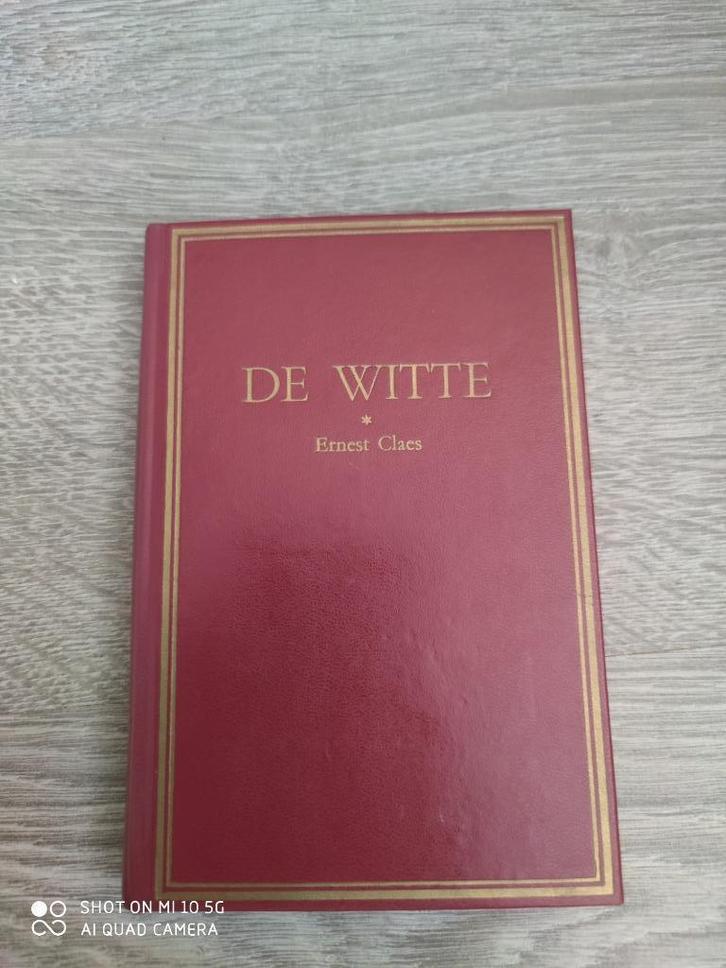 DE WITTE
*
Ernest Claes
SHOT ON MI 10 5G
AI QUAD CAMERA